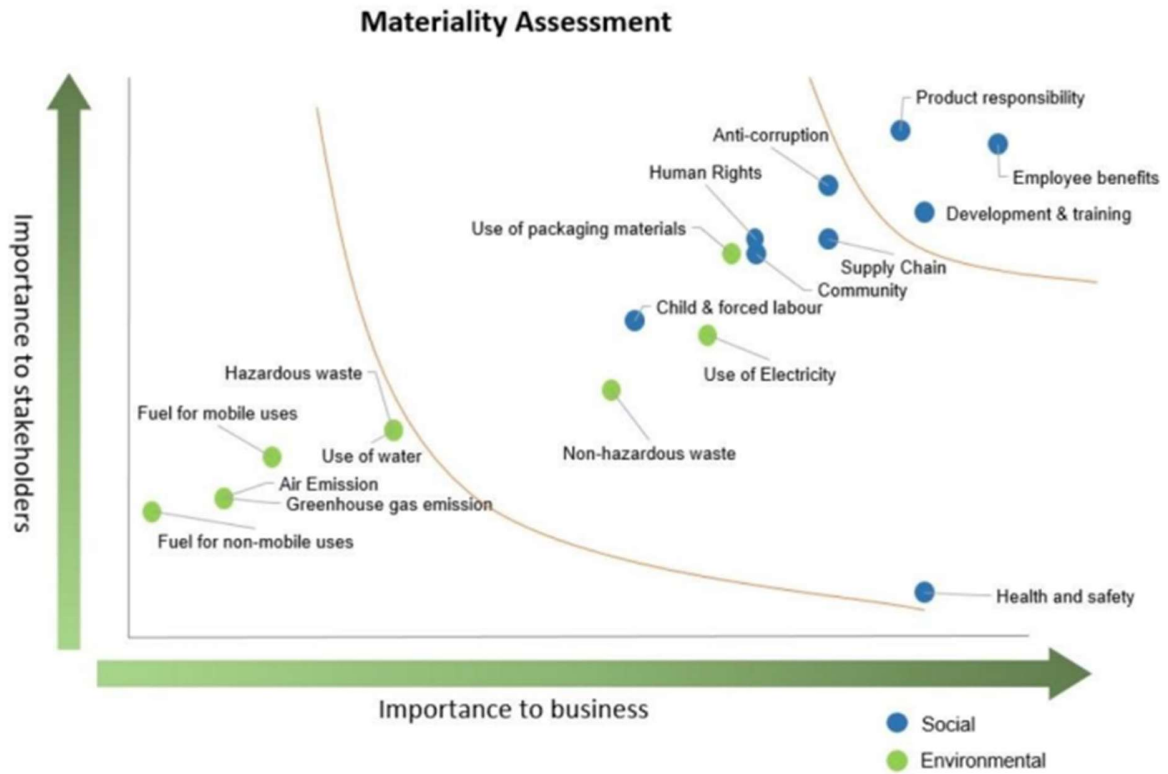 Materiality Assessment
Importance to stakeholders
Product responsibility
Anti-corruption
Employee benefits
Human Rights
Development & training
Use of packaging materials
Supply Chain
Community
Child & forced labour
Use of Electricity
Hazardous waste
Fuel for mobile uses
Use of water
Non-hazardous waste
Air Emission
Greenhouse gas emission
Fuel for non-mobile uses
Health and safety
Importance to business
Social
Environmental